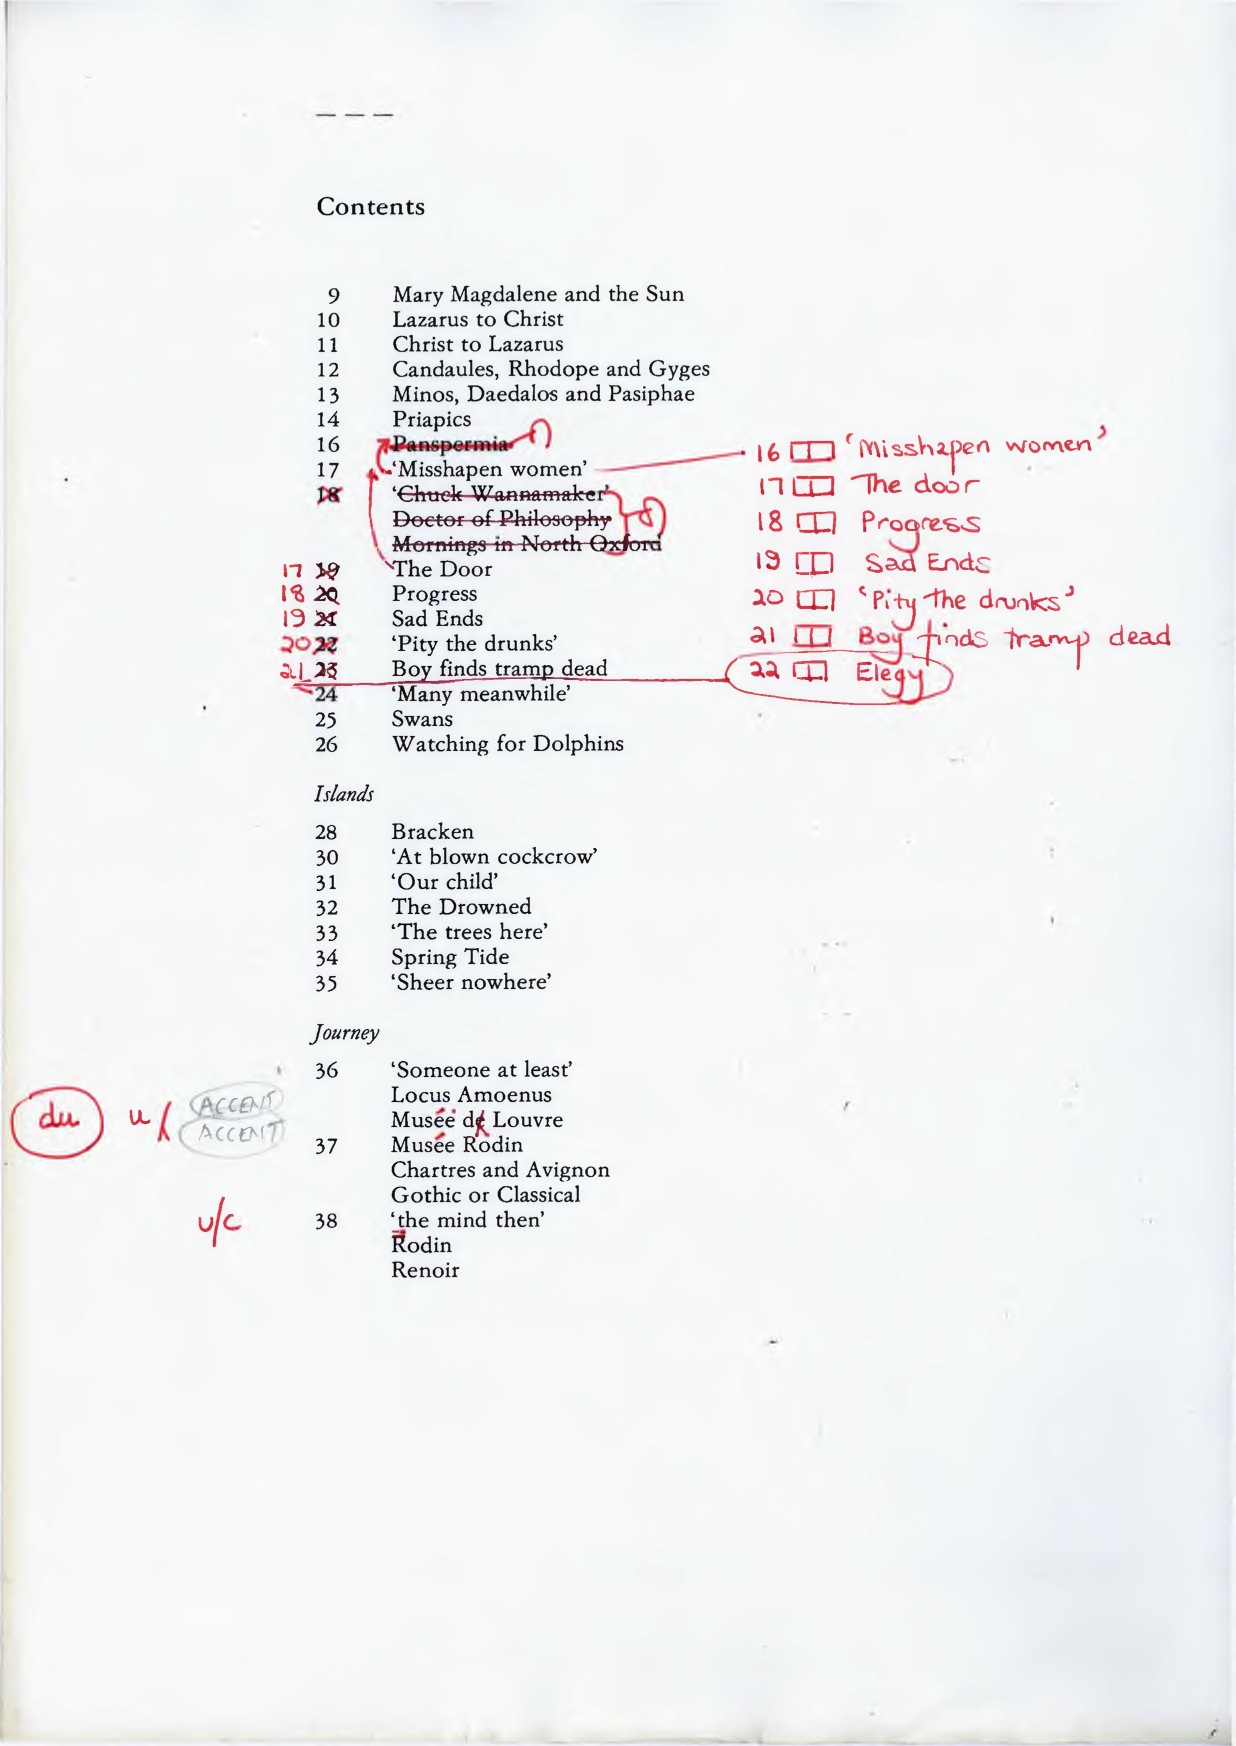 Contents
9 Mary Magdalene and the Sun
10 Lazarus to Christ
11 Christ to Lazarus
12 Candaules, Rhodope and Gyges
13 Minos, Daedalos and Pasiphae
14 Priapics
16 Panspermia
17 ‘Misshapen women’ 16 ‘Misshapen women’
18 ‘Chuck Wannamaker’ 17 The door
Doctor of Philosophy 18 Progress
Mornings in North Oxford
17 19 The Door 19 Sad Ends
18 20 Progress 20 ‘Pity the drunks’
19 21 Sad Ends
20 22 ‘Pity the drunks’ 21 Boy finds tramp dead
21 23 Boy finds tramp dead 22 Elegy
24 ‘Many meanwhile’
25 Swans
26 Watching for Dolphins
Islands
28 Bracken
30 ‘At blown cockcrow’
31 ‘Our child’
32 The Drowned
33 ‘The trees here’
34 Spring Tide
35 ‘Sheer nowhere’
Journey
36 ‘Someone at least’
ACCENT Locus Amoenus
du u/ Musée de Louvre
ACCENT 37 Musée Rodin
Chartres and Avignon
Gothic or Classical
u/c 38 ‘the mind then’
Rodin
Renoir